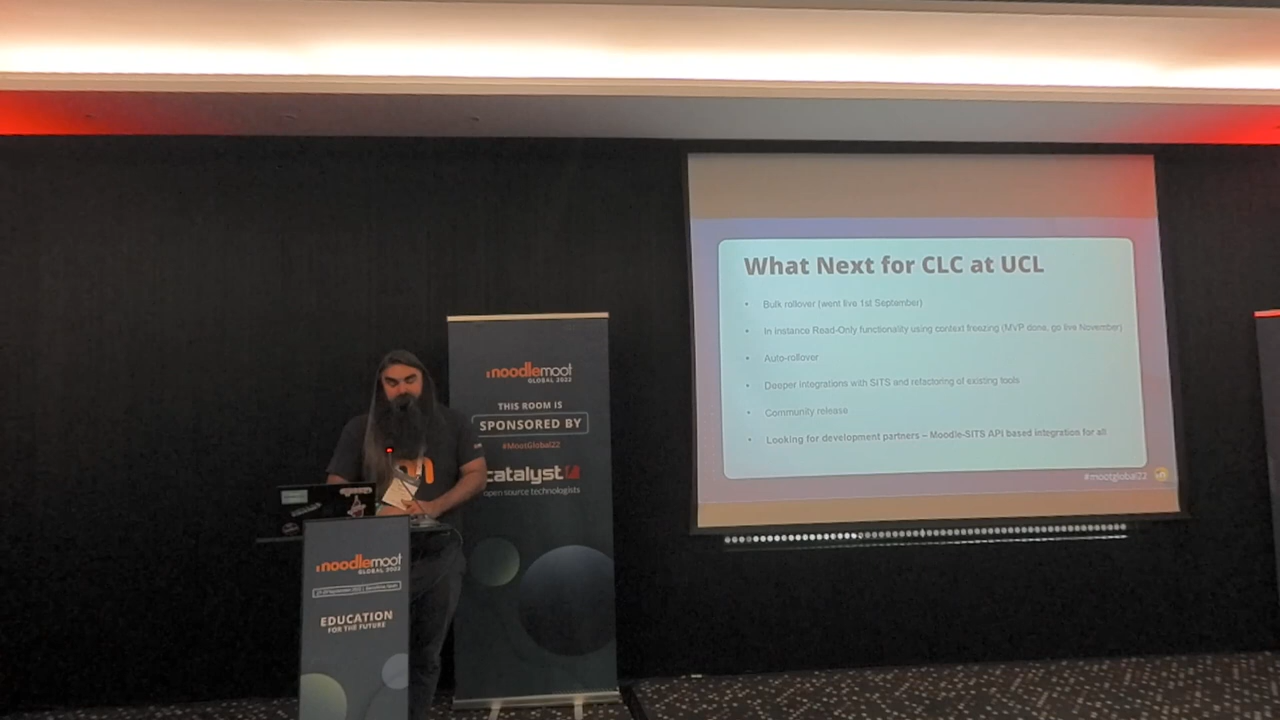 What Next for CLC at UCL
• Bulk rollover (went live 1st September)
• In instance Read-Only functionality using context freezing (MVP done, go live November)
• Auto-rollover
• Deeper Integrations with SITS and refactoring of existing tools
• Community release
• Looking for development partners – Moodle-SITS API based integration for all
#mootglobal22
moodlemoot
GLOBAL 2022
THIS ROOM IS
SPONSORED BY
#MootGlobal22
catalyst
open source technologists
moodlemoot
GLOBAL 2022
EDUCATION
FOR THE FUTURE